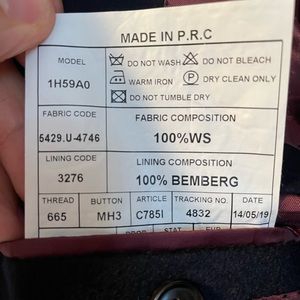 MADE IN P.R.C
MODEL
1H59A0
DO NOT WASH DO NOT BLEACH
WARM IRON P DRY CLEAN ONLY
DO NOT TUMBLE DRY
FABRIC CODE
5429.U-4746
FABRIC COMPOSITION
100%WS
LINING CODE
3276
LINING COMPOSITION
100% BEMBERG
THREAD BUTTON ARTICLE TRACKING NO. DATE
665 MH3 C785I 4832 14/05/19
STAT